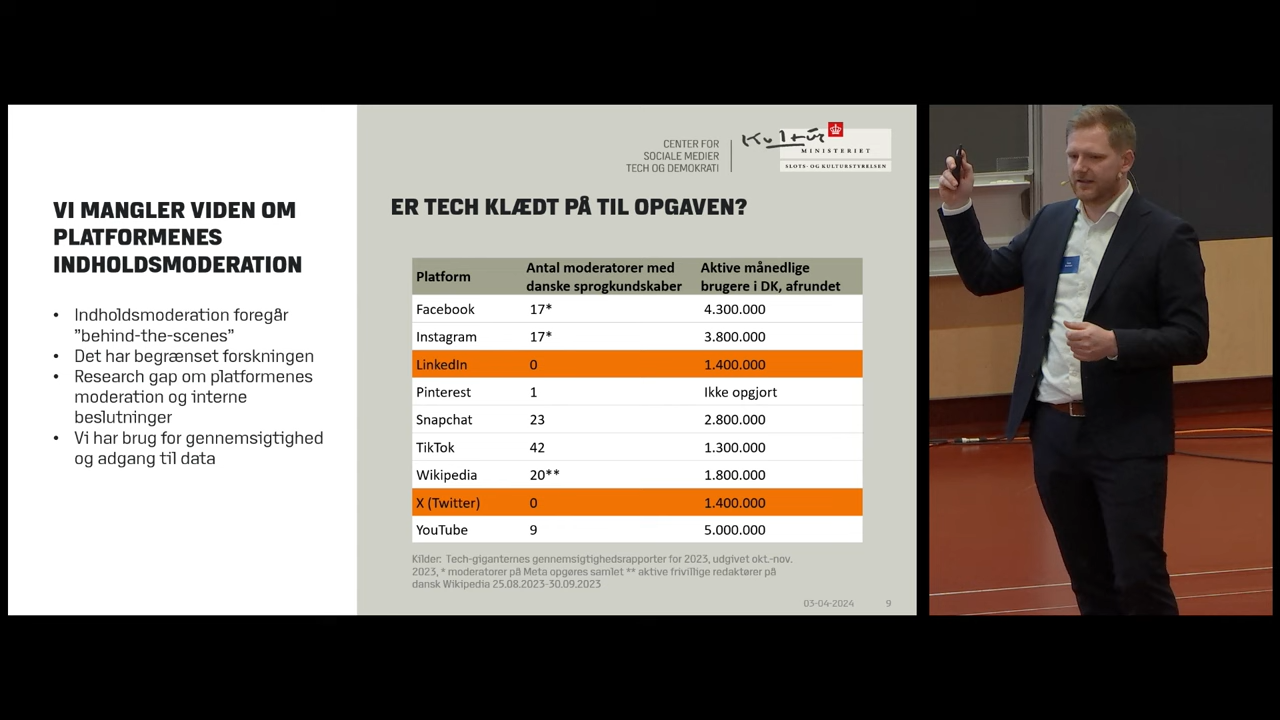 CENTER FOR
SOCIALE MEDIER
TECH OG DEMOKRATI
Kultur
MINISTERIET
SLOTS- OG KULTURSTYRELSEN
VI MANGLER VIDEN OM
PLATFORMENES
INDHOLDSMODERATION
• Indholdsmoderation foregår
”behind-the-scenes”
• Det har begrænset forskningen
• Research gap om platformenes
moderation og interne
beslutninger
• Vi har brug for gennemsigtighed
og adgang til data
ER TECH KLÆDT PÅ TIL OPGAVEN?
Platform Antal moderatorer med danske sprogkundskaber Aktive månedlige brugere i DK, afrundet
Facebook 17* 4.300.000
Instagram 17* 3.800.000
LinkedIn 0 1.400.000
Pinterest 1 Ikke opgjort
Snapchat 23 2.800.000
TikTok 42 1.300.000
Wikipedia 20** 1.800.000
X (Twitter) 0 1.400.000
YouTube 9 5.000.000
Kilder: Tech-giganternes gennemsigtighedsrapporter for 2023, udgivet okt.-nov.
2023, * moderatorer på Meta opgøres samlet ** aktive frivillige redaktører på
dansk Wikipedia 25.08.2023-30.09.2023
03-04-2024 9